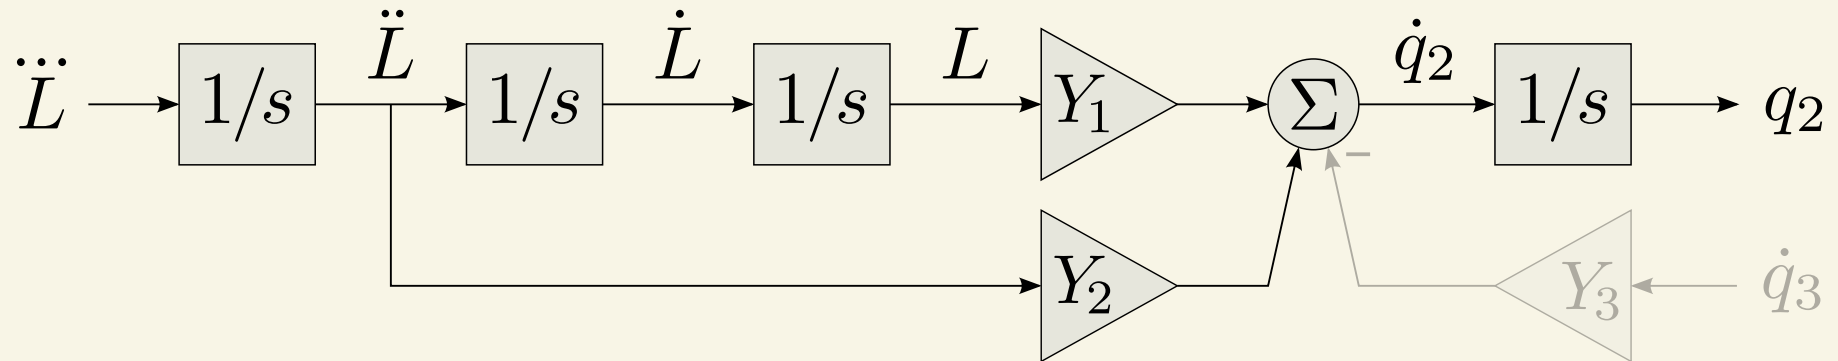 L⃛ 1/s L̈ 1/s L̇ 1/s L Y₁ Σ q̇₂ 1/s q₂
−
Y₂ Y₃ q̇₃